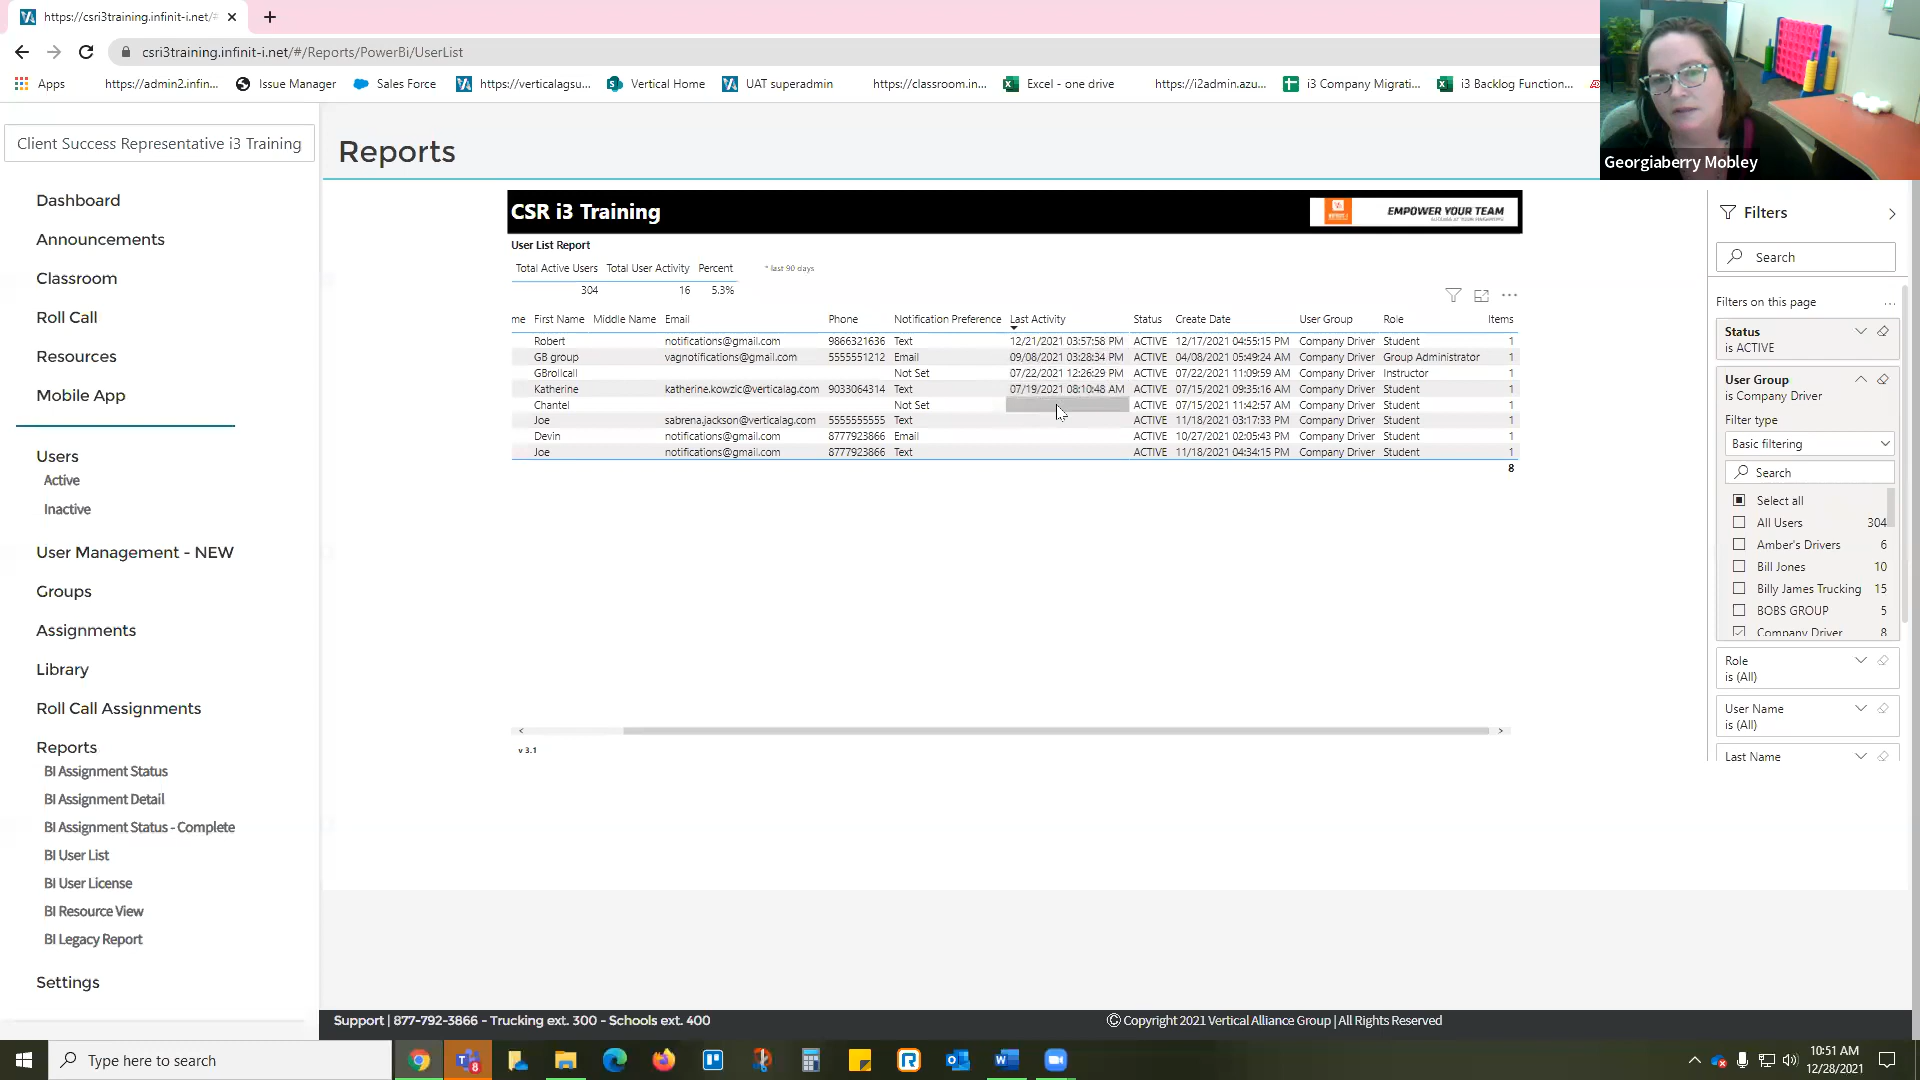 https://csri3training.infinit-i.net/#
csri3training.infinit-i.net/#/Reports/PowerBi/UserList
Apps https://admin2.infin... Issue Manager Sales Force https://verticalagsu... Vertical Home UAT superadmin https://classroom.in... Excel - one drive https://i2admin.azu... i3 Company Migrati... i3 Backlog Function...
Georgiaberry Mobley
Client Success Representative i3 Training
Dashboard
Announcements
Classroom
Roll Call
Resources
Mobile App
Users
Active
Inactive
User Management - NEW
Groups
Assignments
Library
Roll Call Assignments
Reports
BI Assignment Status
BI Assignment Detail
BI Assignment Status - Complete
BI User List
BI User License
BI Resource View
BI Legacy Report
Settings
Reports
CSR i3 Training
EMPOWER YOUR TEAM
User List Report
Total Active Users Total User Activity Percent * last 90 days
304 16 5.3%
me First Name Middle Name Email Phone Notification Preference Last Activity Status Create Date User Group Role Items
Robert notifications@gmail.com 9866321636 Text 12/21/2021 03:57:58 PM ACTIVE 12/17/2021 04:55:15 PM Company Driver Student 1
GB group vagnotifications@gmail.com 5555551212 Email 09/08/2021 03:28:34 PM ACTIVE 04/08/2021 05:49:24 AM Company Driver Group Administrator 1
GBrollcall Not Set 07/22/2021 12:26:29 PM ACTIVE 07/22/2021 11:09:59 AM Company Driver Instructor 1
Katherine katherine.kowzic@verticalag.com 9033064314 Text 07/19/2021 08:10:48 AM ACTIVE 07/15/2021 09:35:16 AM Company Driver Student 1
Chantel Not Set ACTIVE 07/15/2021 11:42:57 AM Company Driver Student 1
Joe sabrena.jackson@verticalag.com 5555555555 Text ACTIVE 11/18/2021 03:17:33 PM Company Driver Student 1
Devin notifications@gmail.com 8777923866 Email ACTIVE 10/27/2021 02:05:43 PM Company Driver Student 1
Joe notifications@gmail.com 8777923866 Text ACTIVE 11/18/2021 04:34:15 PM Company Driver Student 1
8
v 3.1
Filters
Search
Filters on this page
Status
is ACTIVE
User Group
is Company Driver
Filter type
Basic filtering
Search
Select all
All Users 304
Amber's Drivers 6
Bill Jones 10
Billy James Trucking 15
BOBS GROUP 5
Company Driver 8
Role
is (All)
User Name
is (All)
Last Name
Support | 877-792-3866 - Trucking ext. 300 - Schools ext. 400
© Copyright 2021 Vertical Alliance Group | All Rights Reserved
Type here to search
8
10:51 AM
12/28/2021